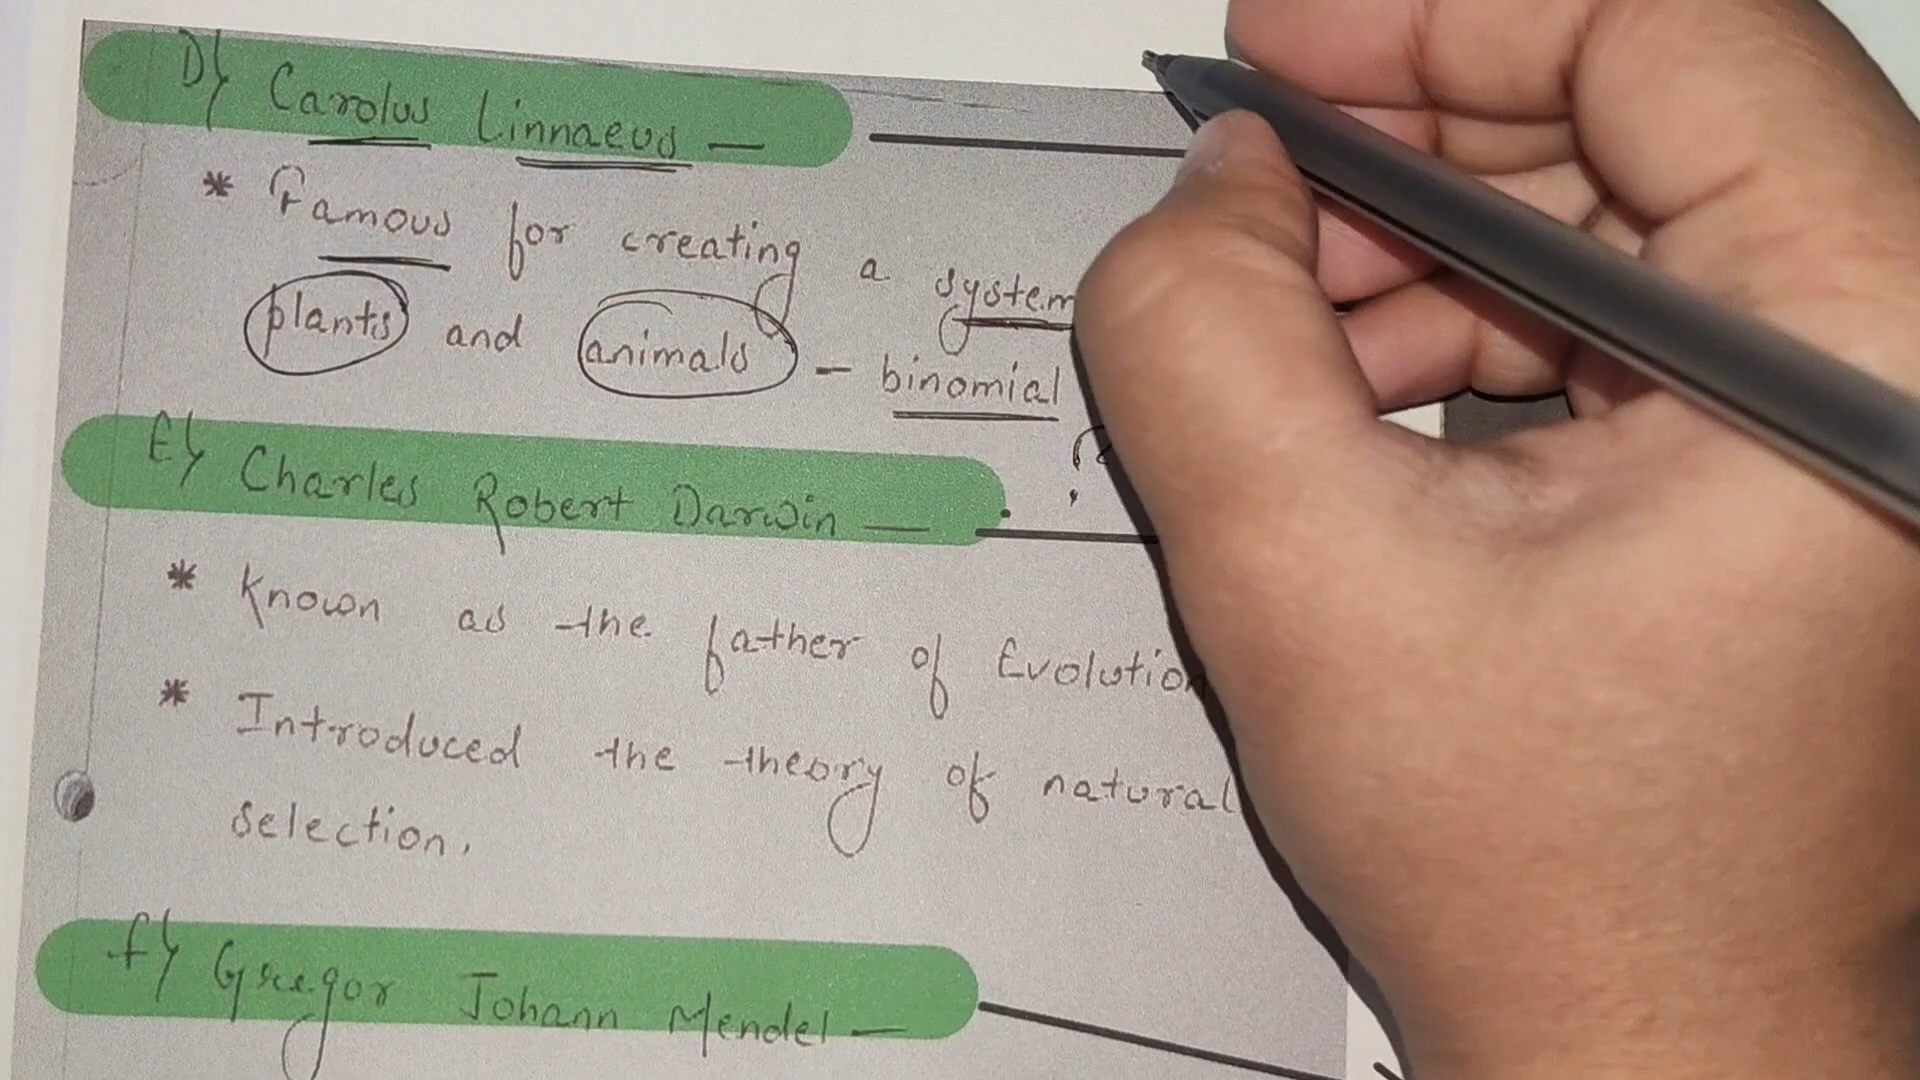 D) Carolus Linnaeus —
* Famous for creating a system
plants and animals – binomial
E) Charles Robert Darwin —
* Known as the father of Evolution
* Introduced the theory of natural
selection.
F) Gregor Johann Mendel —